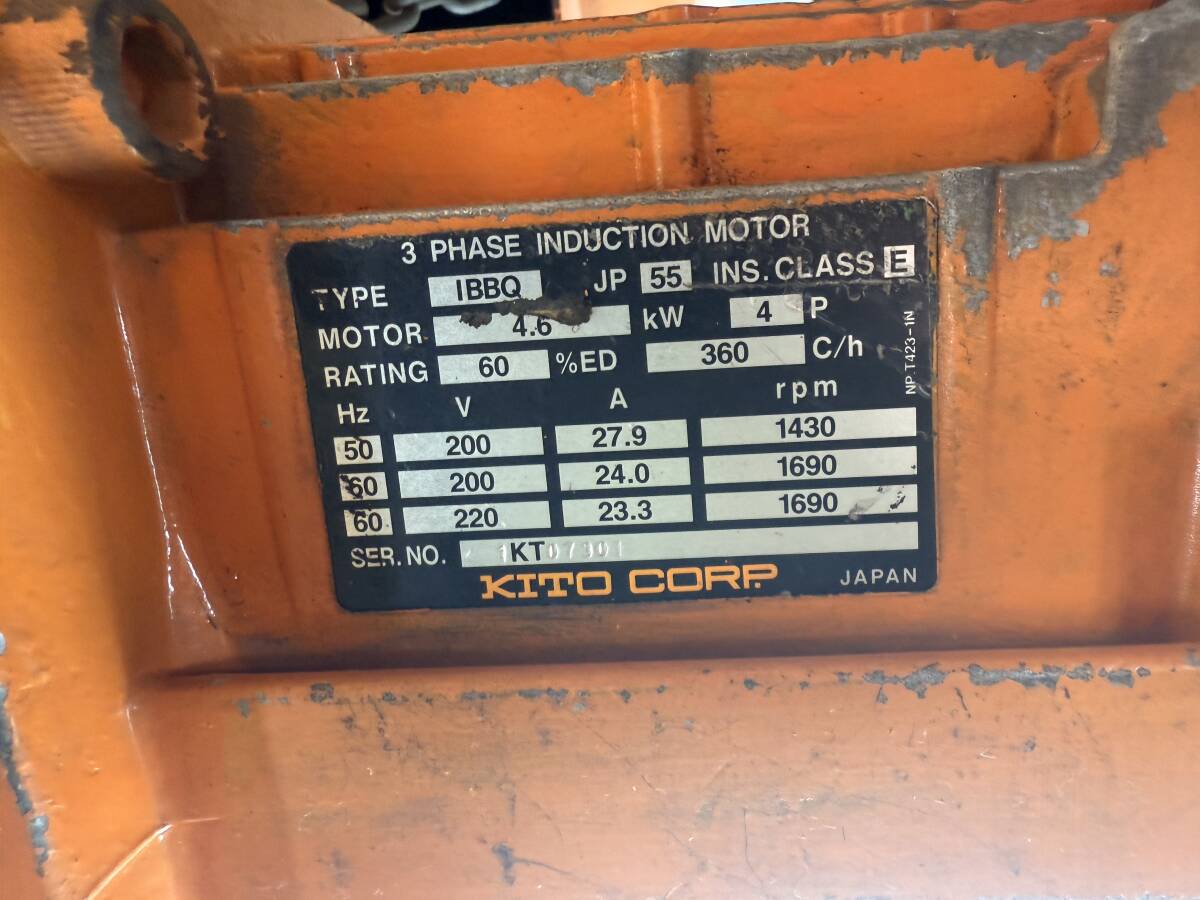 3 PHASE INDUCTION MOTOR
TYPE IBBQ JP 55 INS. CLASS E
MOTOR 4.6 kW 4 P
RATING 60 %ED 360 C/h
Hz V A rpm
50 200 27.9 1430
60 200 24.0 1690
60 220 23.3 1690
SER. NO.
KITO CORP. JAPAN
NP. T423-1N